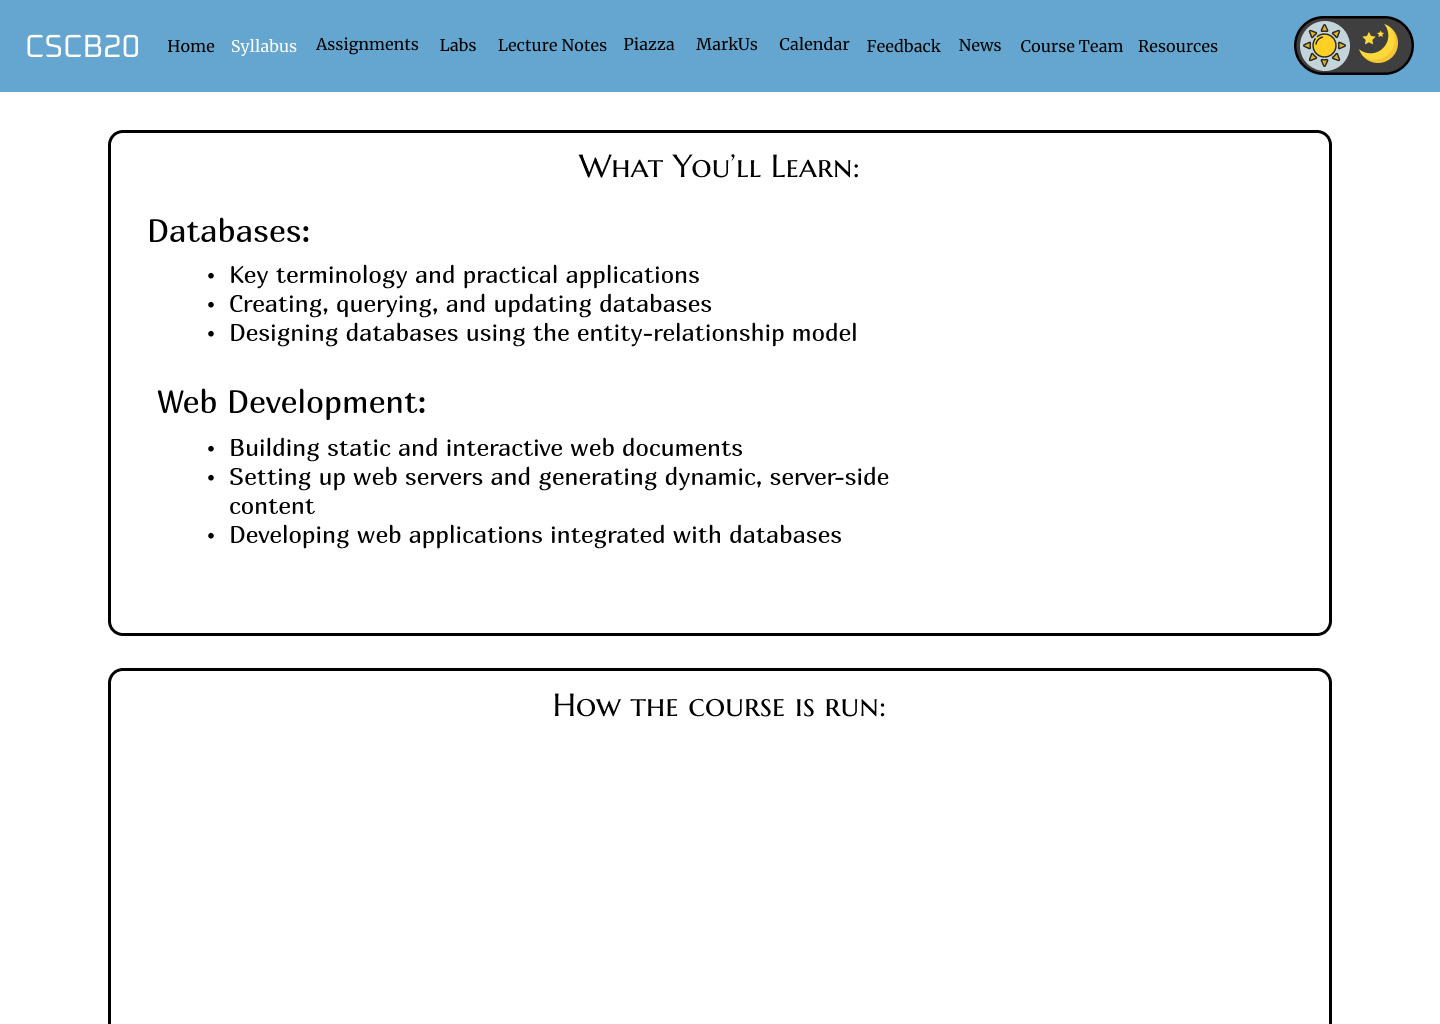 CSCB20 Home Syllabus Assignments Labs Lecture Notes Piazza MarkUs Calendar Feedback News Course Team Resources
What You’ll Learn:
Databases:
• Key terminology and practical applications
• Creating, querying, and updating databases
• Designing databases using the entity-relationship model
Web Development:
• Building static and interactive web documents
• Setting up web servers and generating dynamic, server-side
content
• Developing web applications integrated with databases
How the course is run: